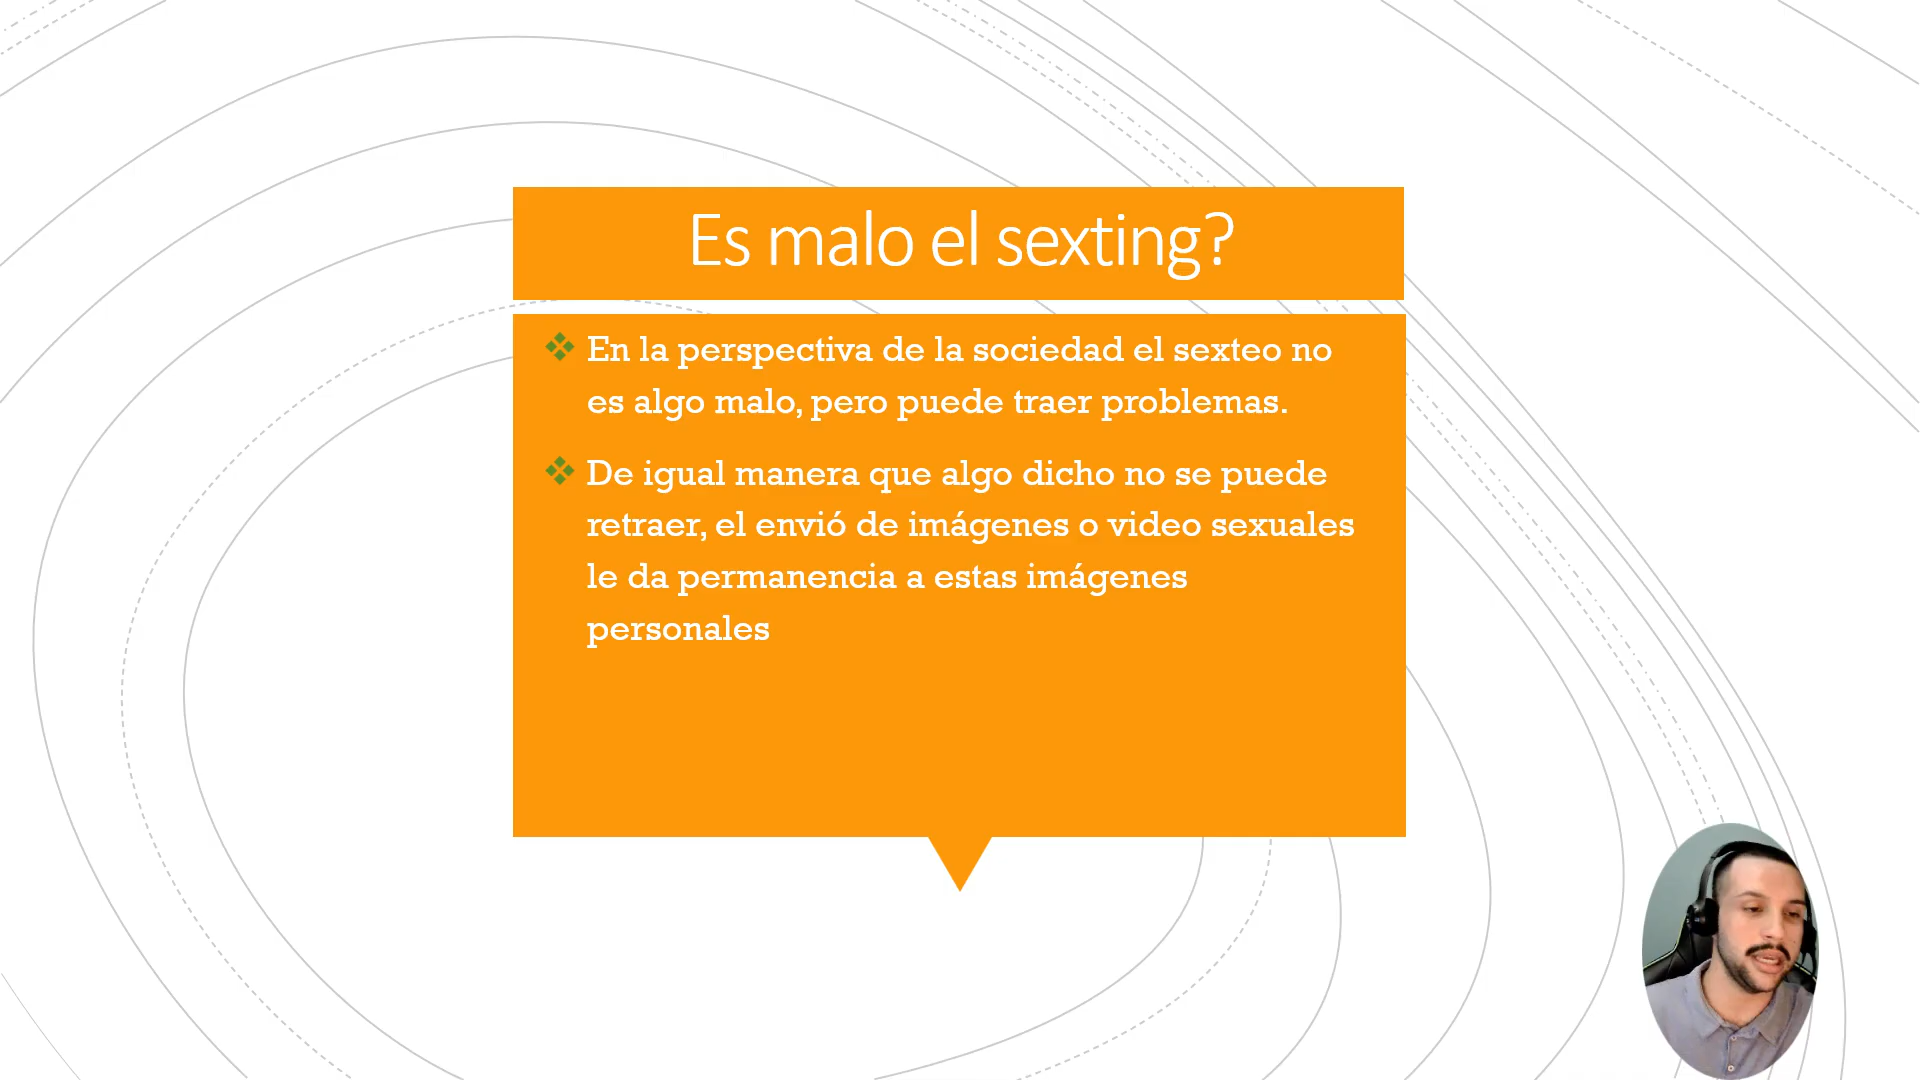 Es malo el sexting?
En la perspectiva de la sociedad el sexteo no
es algo malo, pero puede traer problemas.
De igual manera que algo dicho no se puede
retraer, el envió de imágenes o video sexuales
le da permanencia a estas imágenes
personales